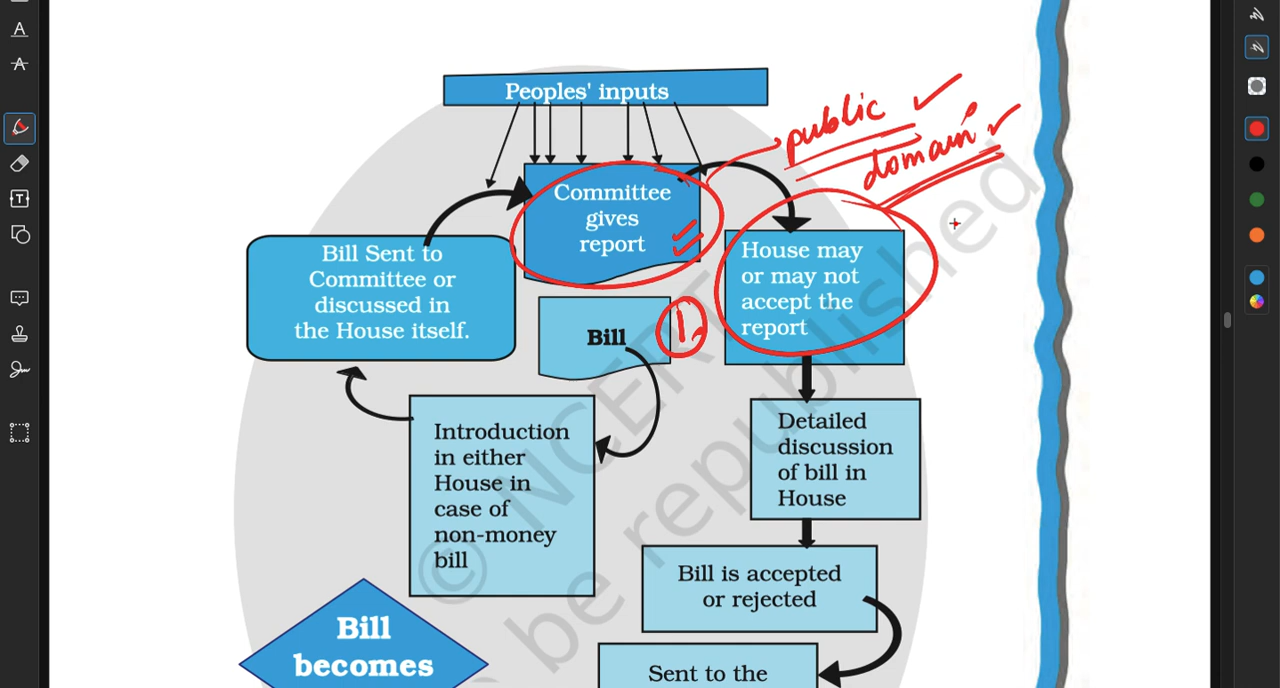 Peoples' inputs
public
domain
Committee
gives
report
Bill Sent to
Committee or
discussed in
the House itself.
House may
or may not
accept the
report
Bill
1.
Introduction
in either
House in
case of
non-money
bill
Detailed
discussion
of bill in
House
Bill is accepted
or rejected
Bill
becomes
Sent to the
© NCERT
be republished